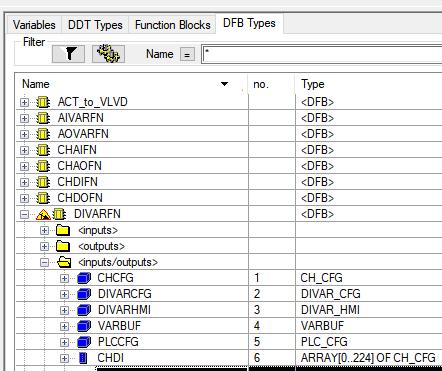 Variables DDT Types Function Blocks DFB Types
Filter
Name = *
Name no. Type
ACT_to_VLVD <DFB>
AIVARFN <DFB>
AOVARFN <DFB>
CHAIFN <DFB>
CHAOFN <DFB>
CHDIFN <DFB>
CHDOFN <DFB>
DIVARFN <DFB>
<inputs>
<outputs>
<inputs/outputs>
CHCFG 1 CH_CFG
DIVARCFG 2 DIVAR_CFG
DIVARHMI 3 DIVAR_HMI
VARBUF 4 VARBUF
PLCCFG 5 PLC_CFG
CHDI 6 ARRAY[0..224] OF CH_CFG